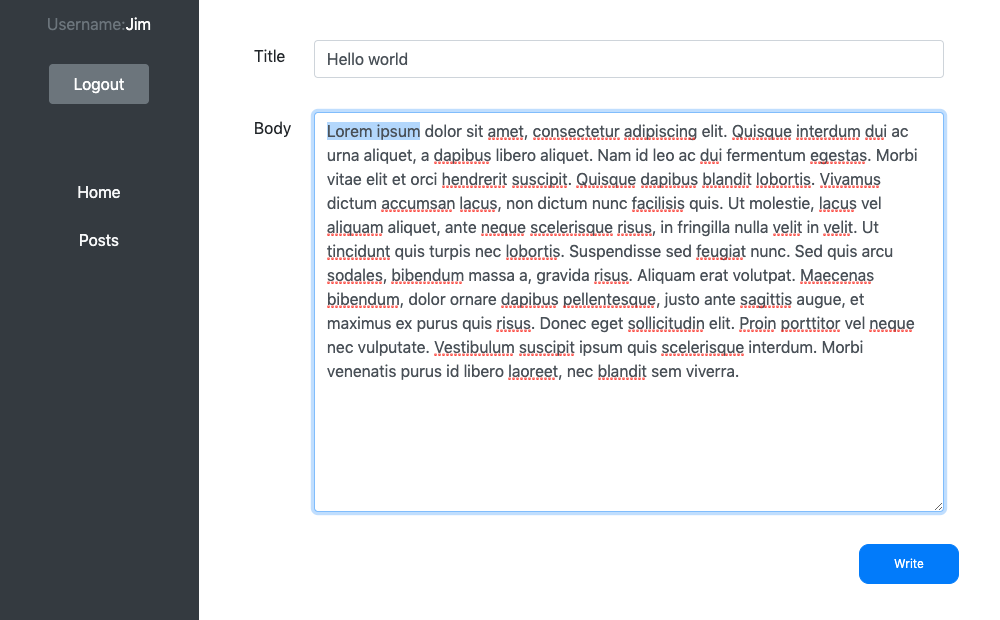 Username:Jim
Logout
Home
Posts
Title
Hello world
Body
Lorem ipsum dolor sit amet, consectetur adipiscing elit. Quisque interdum dui ac
urna aliquet, a dapibus libero aliquet. Nam id leo ac dui fermentum egestas. Morbi
vitae elit et orci hendrerit suscipit. Quisque dapibus blandit lobortis. Vivamus
dictum accumsan lacus, non dictum nunc facilisis quis. Ut molestie, lacus vel
aliquam aliquet, ante neque scelerisque risus, in fringilla nulla velit in velit. Ut
tincidunt quis turpis nec lobortis. Suspendisse sed feugiat nunc. Sed quis arcu
sodales, bibendum massa a, gravida risus. Aliquam erat volutpat. Maecenas
bibendum, dolor ornare dapibus pellentesque, justo ante sagittis augue, et
maximus ex purus quis risus. Donec eget sollicitudin elit. Proin porttitor vel neque
nec vulputate. Vestibulum suscipit ipsum quis scelerisque interdum. Morbi
venenatis purus id libero laoreet, nec blandit sem viverra.
Write